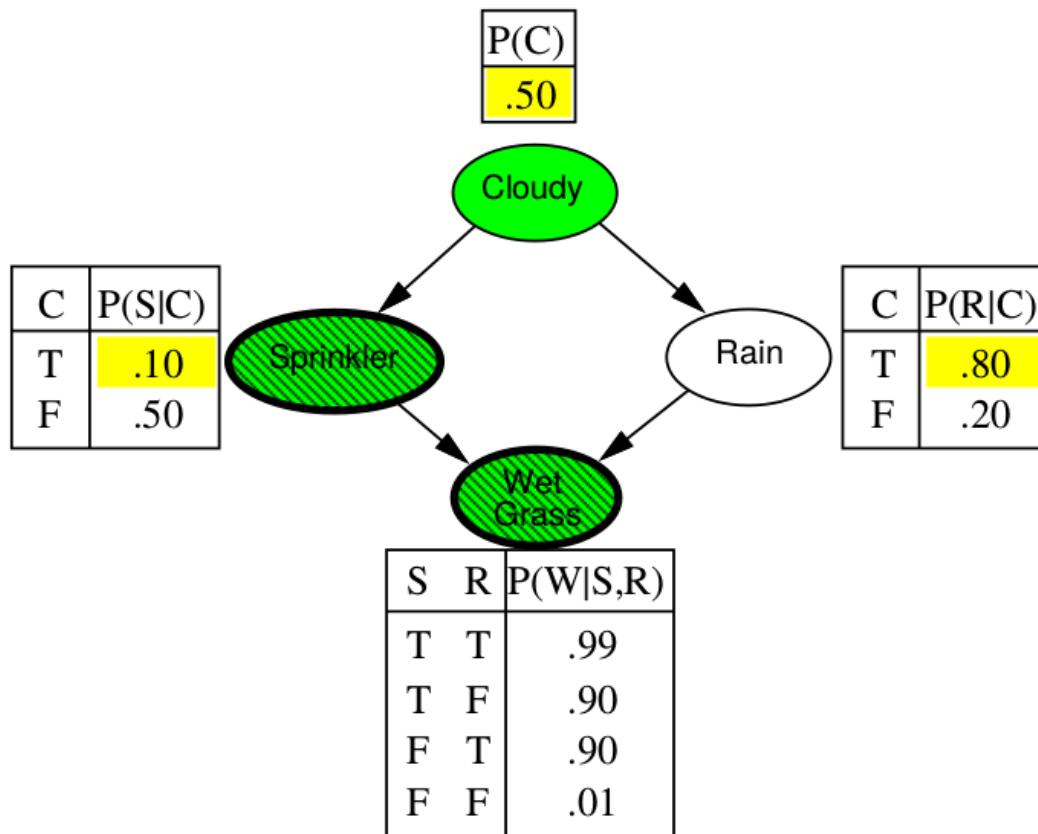 P(C)
.50
Cloudy
C P(S|C)
T .10
F .50
Sprinkler
Rain
C P(R|C)
T .80
F .20
Wet
Grass
S R P(W|S,R)
T T .99
T F .90
F T .90
F F .01